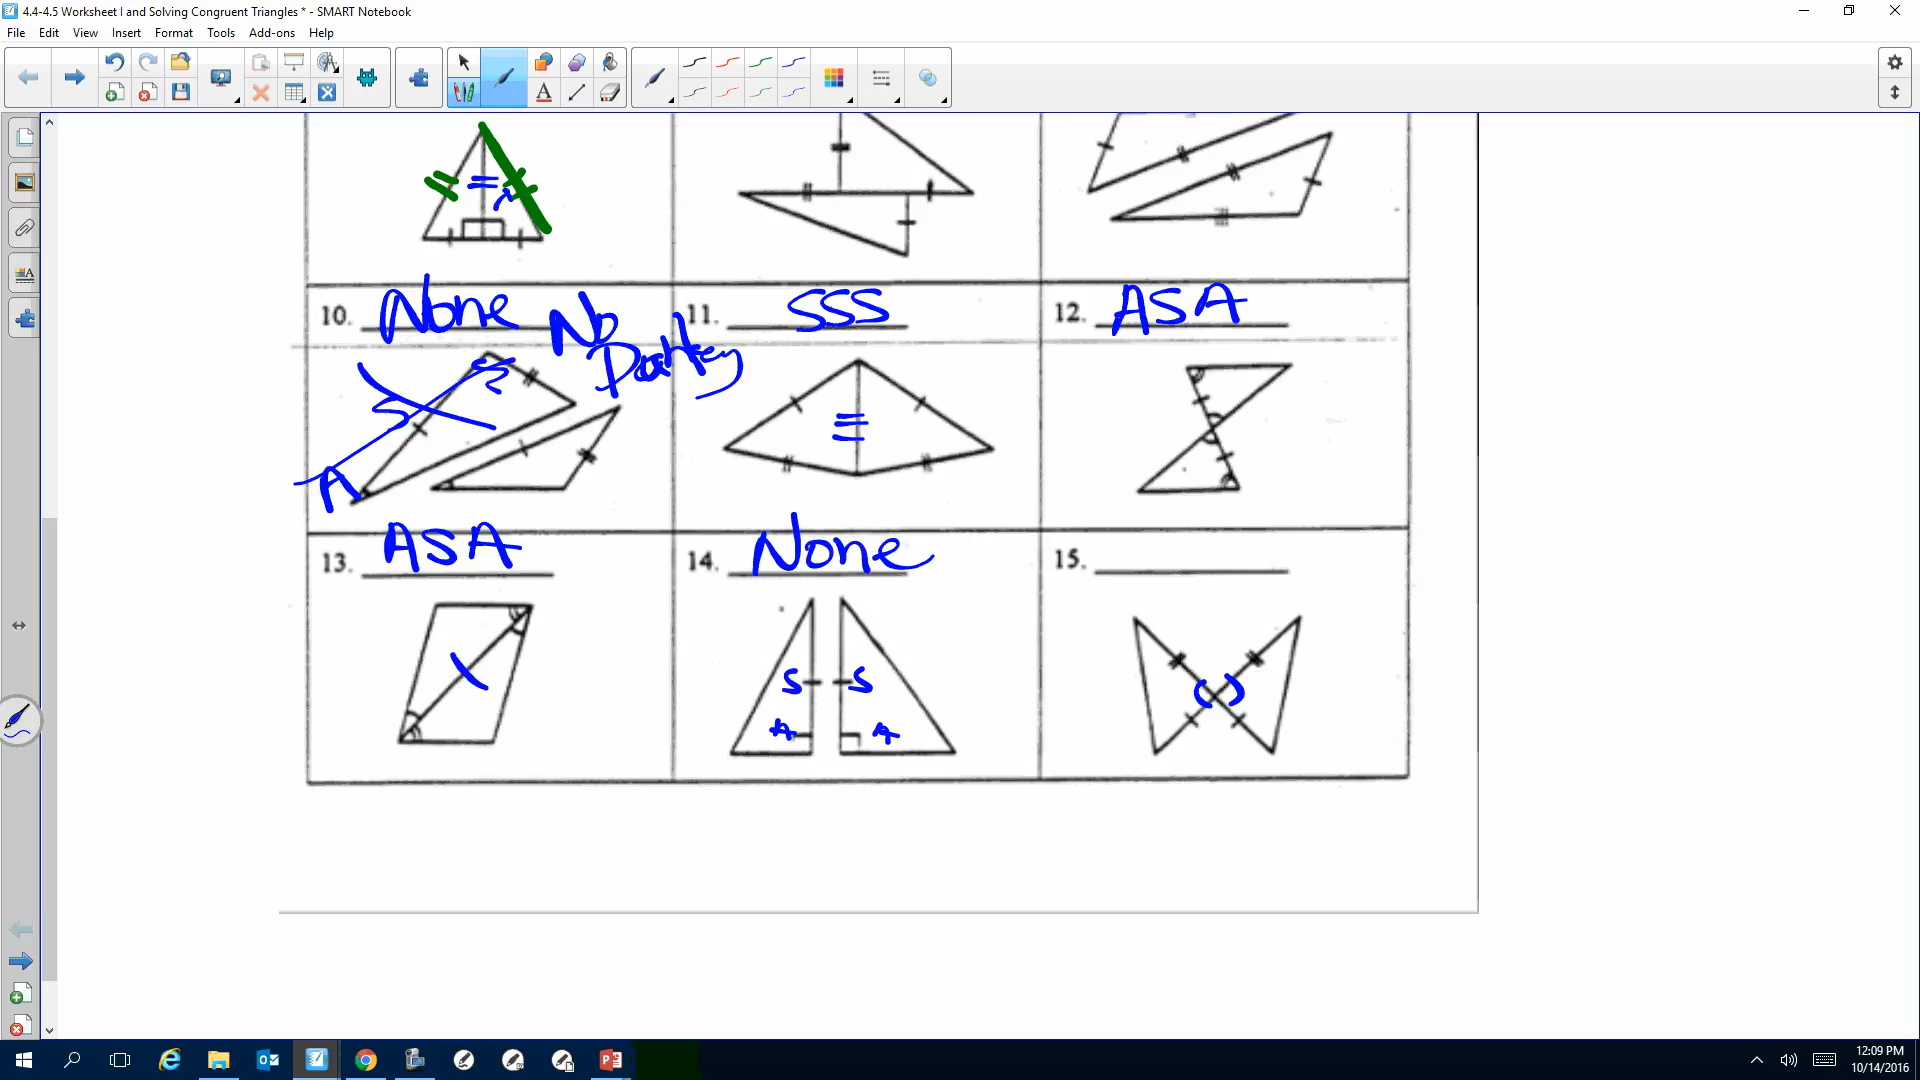 4.4-4.5 Worksheet I and Solving Congruent Triangles * - SMART Notebook
File Edit View Insert Format Tools Add-ons Help
10. None No 11. SSS 12. ASA
A S S
13. ASA 14. None 15.
S S
A A
12:09 PM
10/14/2016